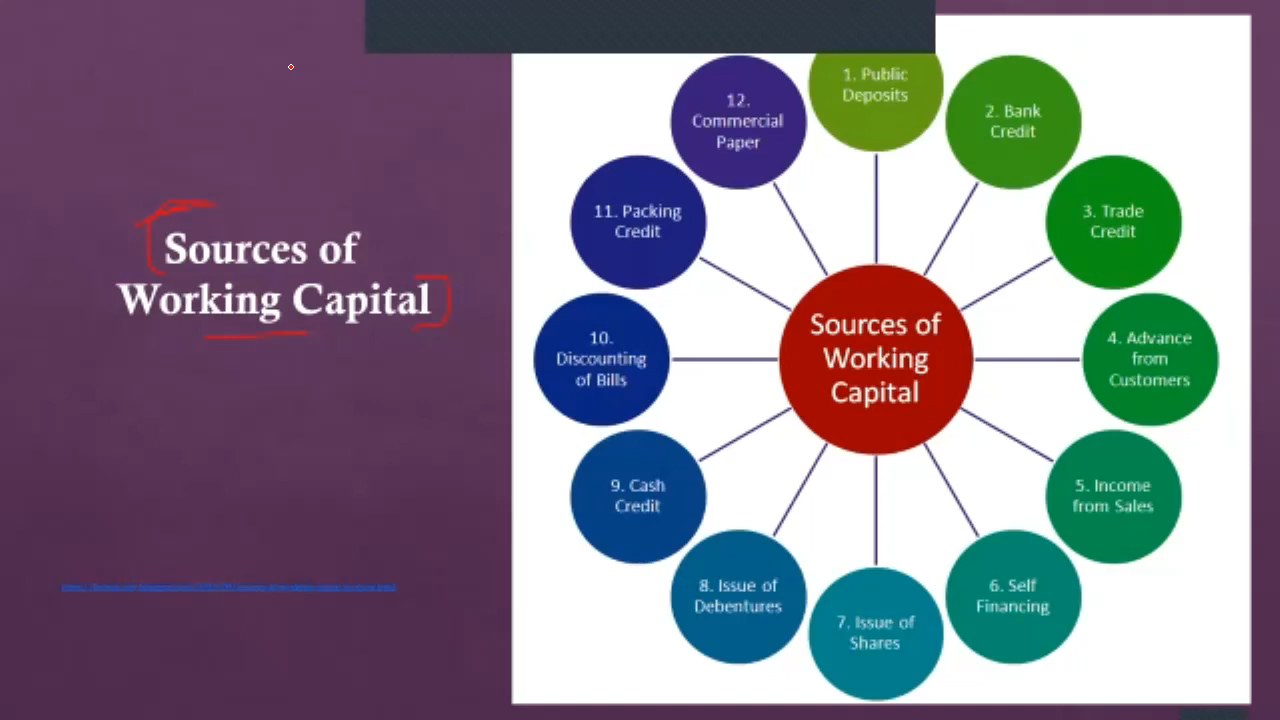 Sources of
Working Capital
1. Public
Deposits
2. Bank
Credit
3. Trade
Credit
4. Advance
from
Customers
5. Income
from Sales
6. Self
Financing
7. Issue of
Shares
8. Issue of
Debentures
9. Cash
Credit
10.
Discounting
of Bills
11. Packing
Credit
12.
Commercial
Paper
Sources of
Working
Capital